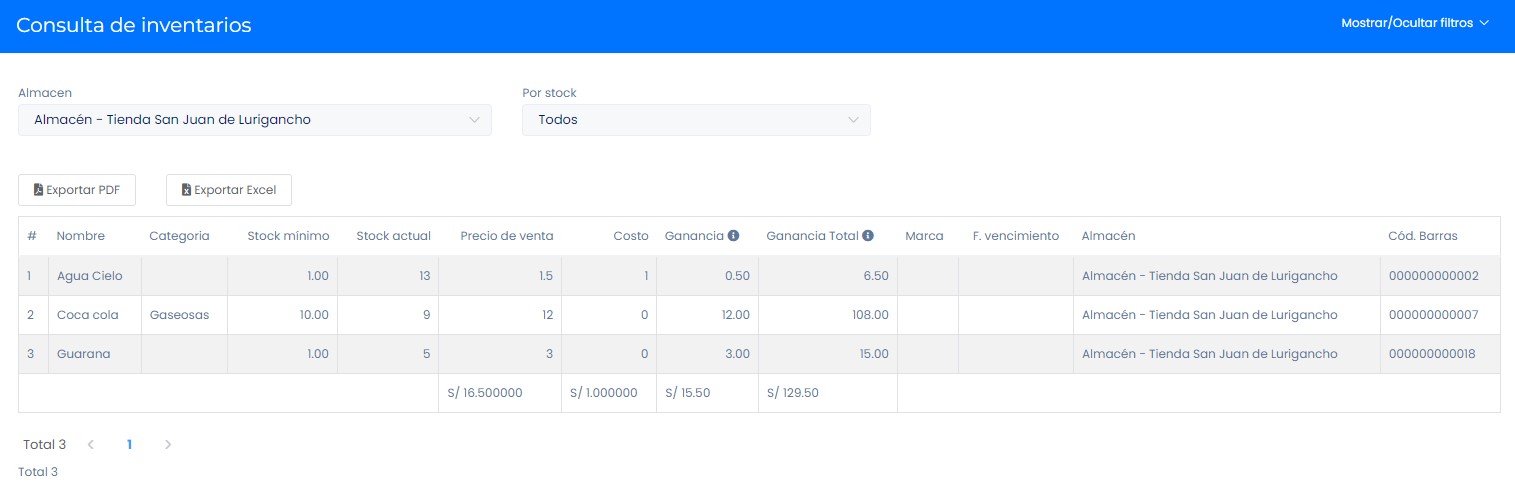 Consulta de inventarios
Mostrar/Ocultar filtros
Almacen
Por stock
Almacén - Tienda San Juan de Lurigancho
Todos
Exportar PDF
Exportar Excel
# Nombre Categoria Stock mínimo Stock actual Precio de venta Costo Ganancia Ganancia Total Marca F. vencimiento Almacén Cód. Barras
1 Agua Cielo 1.00 13 1.5 1 0.50 6.50 Almacén - Tienda San Juan de Lurigancho 000000000002
2 Coca cola Gaseosas 10.00 9 12 0 12.00 108.00 Almacén - Tienda San Juan de Lurigancho 000000000007
3 Guarana 1.00 5 3 0 3.00 15.00 Almacén - Tienda San Juan de Lurigancho 000000000018
S/ 16.500000 S/ 1.000000 S/ 15.50 S/ 129.50
Total 3 1
Total 3